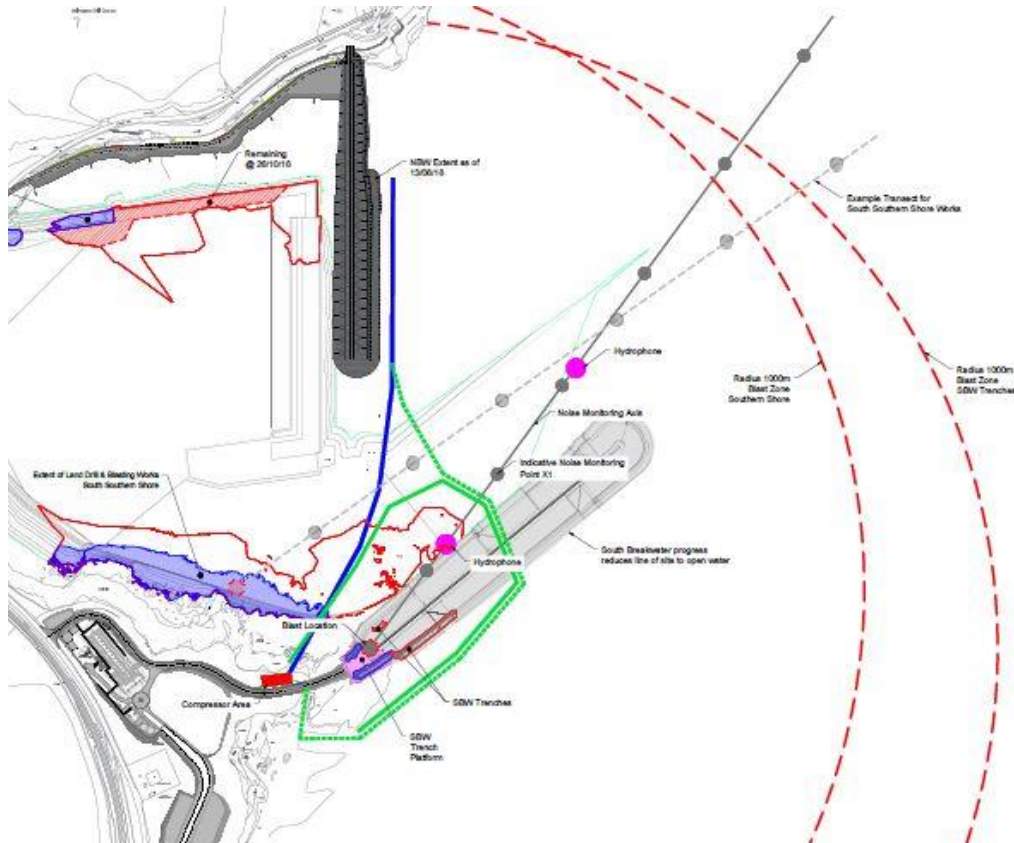 Remaining
@ 28/10/18
NBW Extent as of
13/08/18
Example Transect for
South Southern Shore Works
Hydrophone
Radius 1000m
Blast Zone
Southern Shore
Radius 1000m
Blast Zone
SBW Trenches
Noise Monitoring Axis
Extent of Land Drill & Blasting Works
South Southern Shore
Indicative Noise Monitoring
Point X1.
South Breakwater progress
reduces line of site to open water
Hydrophone
Blast Location
Compressor Area
SBW Trenches
SBW
Trench
Platform